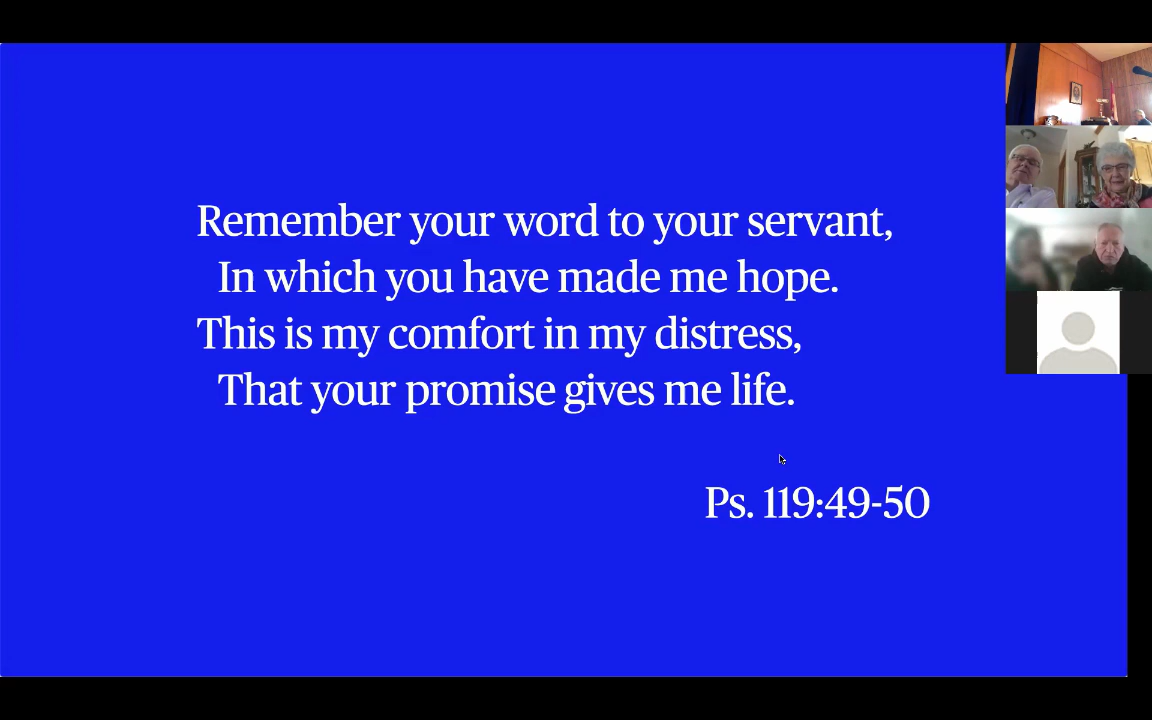 Remember your word to your servant,
In which you have made me hope.
This is my comfort in my distress,
That your promise gives me life.
Ps. 119:49-50